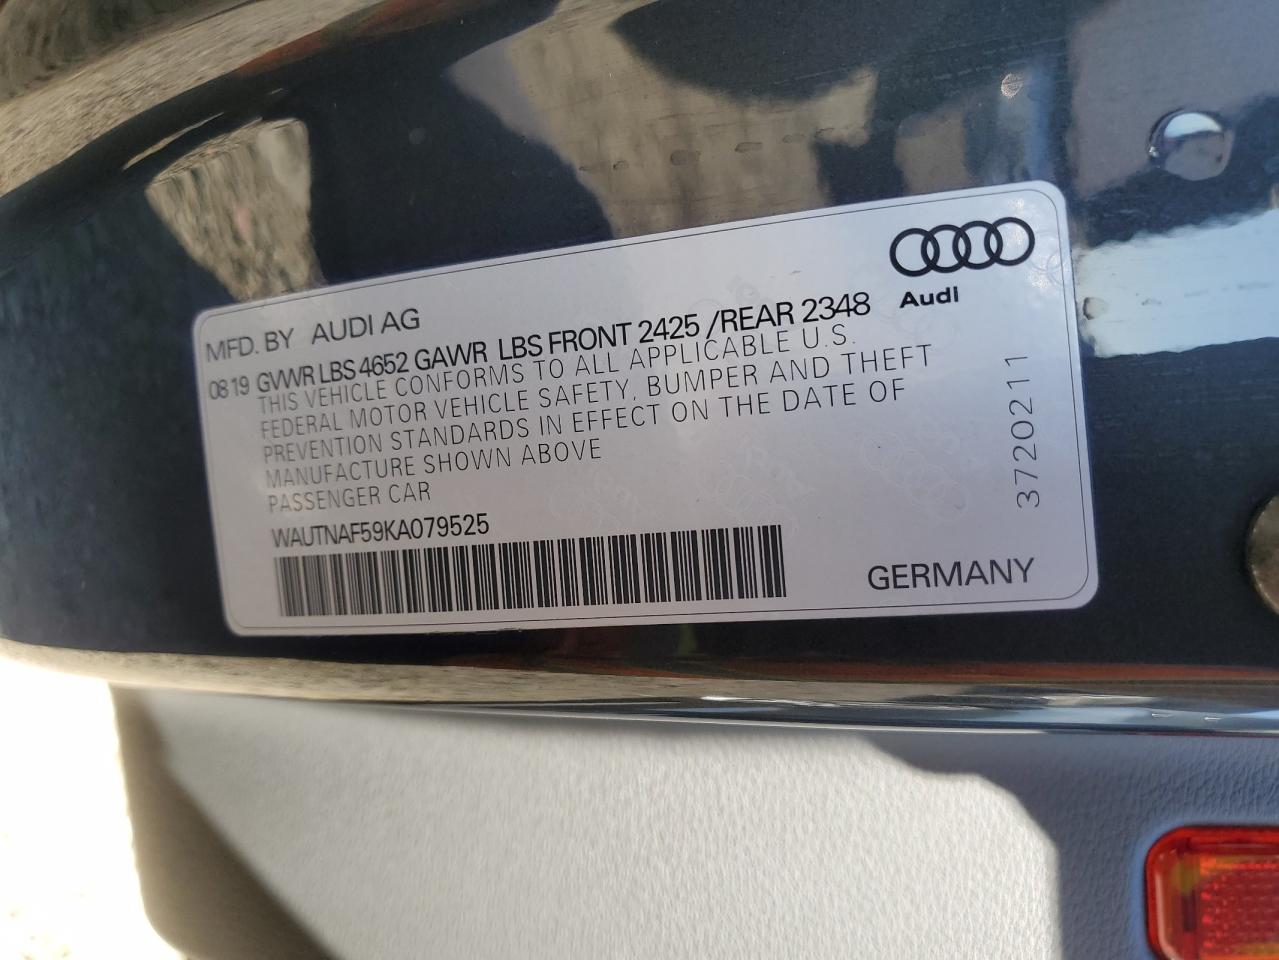 Audi
MFD. BY AUDI AG
08 19 GVWR LBS 4652 GAWR LBS FRONT 2425 /REAR 2348
THIS VEHICLE CONFORMS TO ALL APPLICABLE U.S.
FEDERAL MOTOR VEHICLE SAFETY, BUMPER AND THEFT
PREVENTION STANDARDS IN EFFECT ON THE DATE OF
MANUFACTURE SHOWN ABOVE
PASSENGER CAR
WAUTNAF59KA079525
GERMANY
3720211